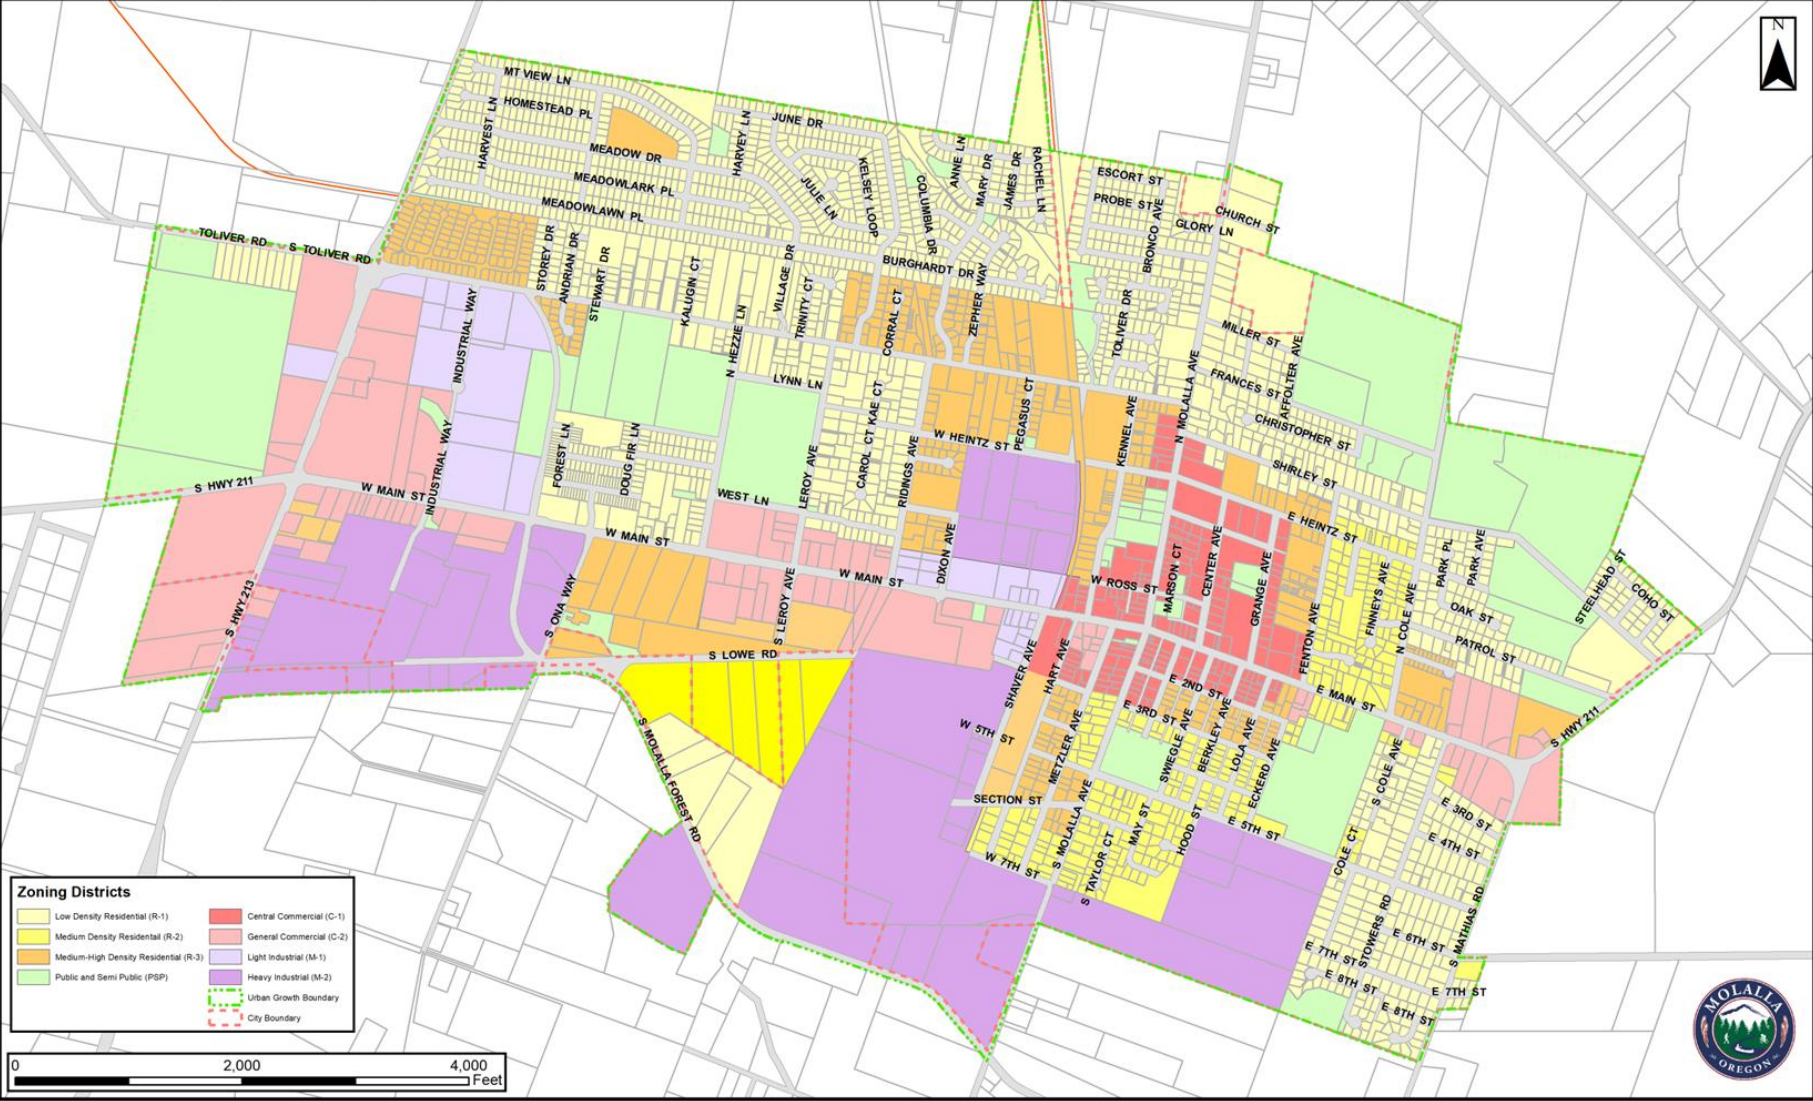 N
MT VIEW LN
HOMESTEAD PL
HARVEST LN
MEADOW DR
MEADOWLARK PL
MEADOWLAWN PL
HARVEY LN
JUNE DR
JULIE LN
KELSEY LOOP
COLUMBIA DR
ANNE LN
MARY DR
JAMES DR
RACHEL LN
ESCORT ST
PROBE ST
BRONCO AVE
GLORY LN
CHURCH ST
TOLIVER RD
S TOLIVER RD
STOREY DR
ADRIAN DR
STEWART DR
KALUGIN CT
VILLAGE DR
TRINITY CT
N HEZZIE LN
BURGHARDT DR
CORRAL CT
ZEPHER WAY
TOLIVER DR
MILLER ST
FRANCES ST
AFFOLTER AVE
CHRISTOPHER ST
N MOLALLA AVE
SHIRLEY ST
INDUSTRIAL WAY
INDUSTRIAL WAY
LYNN LN
KAE CT
CAROL CT
LEROY AVE
RIDINGS AVE
W HEINTZ ST
PEGASUS CT
KENNEL AVE
FOREST LN
DOUG FIR LN
WEST LN
S HWY 211
W MAIN ST
W MAIN ST
W MAIN ST
DIXON AVE
W ROSS ST
MARSON CT
CENTER AVE
GRANGE AVE
E HEINTZ ST
FENTON AVE
FINNEYS AVE
N COLE AVE
PARK PL
PARK AVE
OAK ST
PATROL ST
STEELHEAD ST
COHO ST
S HWY 213
S ONA WAY
S LEROY AVE
S LOWE RD
SHAVER AVE
HART AVE
E 2ND ST
E 3RD ST
E MAIN ST
S HWY 211
W 5TH ST
METZLER AVE
SWIEGLE AVE
BERKLEY AVE
LOLA AVE
ECKERD AVE
S COLE AVE
S MOLALLA FOREST RD
SECTION ST
S MOLALLA AVE
MAY ST
HOOD ST
E 5TH ST
E 3RD ST
E 4TH ST
W 7TH ST
S TAYLOR CT
COLE CT
STOWERS RD
S MATHIAS RD
E 6TH ST
E 7TH ST
E 8TH ST
E 7TH ST
E 8TH ST
Zoning Districts
Low Density Residential (R-1)
Medium Density Residentail (R-2)
Medium-High Density Residential (R-3)
Public and Semi Public (PSP)
Central Commercial (C-1)
General Commercial (C-2)
Light Industrial (M-1)
Heavy Industrial (M-2)
Urban Growth Boundary
City Boundary
0 2,000 4,000
Feet
MOLALLA
OREGON